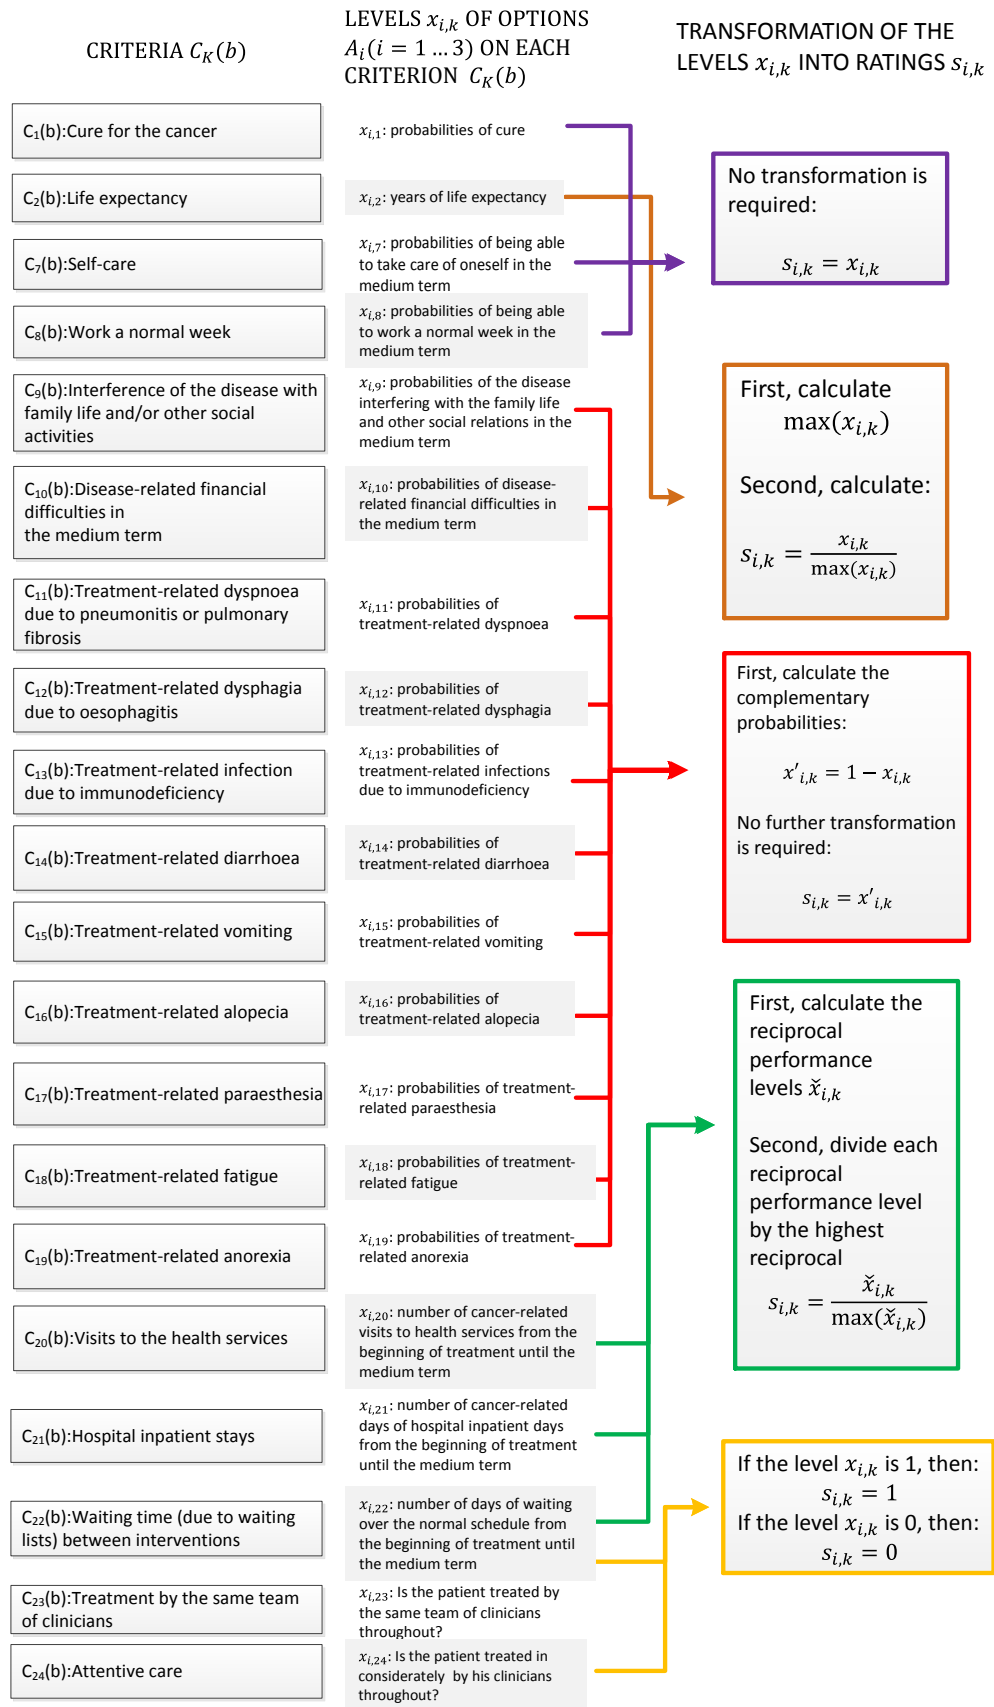 CRITERIA C_K(b)
LEVELS x_{i,k} OF OPTIONS
A_i(i = 1 … 3) ON EACH
CRITERION C_K(b)
TRANSFORMATION OF THE
LEVELS x_{i,k} INTO RATINGS s_{i,k}
C₁(b):Cure for the cancer
x_{i,1}: probabilities of cure
C₂(b):Life expectancy
x_{i,2}: years of life expectancy
C₇(b):Self-care
x_{i,7}: probabilities of being able
to take care of oneself in the
medium term
C₈(b):Work a normal week
x_{i,8}: probabilities of being able
to work a normal week in the
medium term
C₉(b):Interference of the disease with
family life and/or other social
activities
x_{i,9}: probabilities of the disease
interfering with the family life
and other social relations in the
medium term
C₁₀(b):Disease-related financial
difficulties in
the medium term
x_{i,10}: probabilities of disease-
related financial difficulties in
the medium term
C₁₁(b):Treatment-related dyspnoea
due to pneumonitis or pulmonary
fibrosis
x_{i,11}: probabilities of
treatment-related dyspnoea
C₁₂(b):Treatment-related dysphagia
due to oesophagitis
x_{i,12}: probabilities of
treatment-related dysphagia
C₁₃(b):Treatment-related infection
due to immunodeficiency
x_{i,13}: probabilities of
treatment-related infections
due to immunodeficiency
C₁₄(b):Treatment-related diarrhoea
x_{i,14}: probabilities of
treatment-related diarrhoea
C₁₅(b):Treatment-related vomiting
x_{i,15}: probabilities of
treatment-related vomiting
C₁₆(b):Treatment-related alopecia
x_{i,16}: probabilities of
treatment-related alopecia
C₁₇(b):Treatment-related paraesthesia
x_{i,17}: probabilities of treatment-
related paraesthesia
C₁₈(b):Treatment-related fatigue
x_{i,18}: probabilities of treatment-
related fatigue
C₁₉(b):Treatment-related anorexia
x_{i,19}: probabilities of treatment-
related anorexia
C₂₀(b):Visits to the health services
x_{i,20}: number of cancer-related
visits to health services from the
beginning of treatment until the
medium term
C₂₁(b):Hospital inpatient stays
x_{i,21}: number of cancer-related
days of hospital inpatient days
from the beginning of treatment
until the medium term
C₂₂(b):Waiting time (due to waiting
lists) between interventions
x_{i,22}: number of days of waiting
over the normal schedule from
the beginning of treatment until
the medium term
C₂₃(b):Treatment by the same team
of clinicians
x_{i,23}: Is the patient treated by
the same team of clinicians
throughout?
C₂₄(b):Attentive care
x_{i,24}: Is the patient treated in
considerately by his clinicians
throughout?
No transformation is
required:
s_{i,k} = x_{i,k}
First, calculate
max(x_{i,k})
Second, calculate:
s_{i,k} = x_{i,k} / max(x_{i,k})
First, calculate the
complementary
probabilities:
x'_{i,k} = 1 − x_{i,k}
No further transformation
is required:
s_{i,k} = x'_{i,k}
First, calculate the
reciprocal
performance
levels x̌_{i,k}
Second, divide each
reciprocal
performance level
by the highest
reciprocal
s_{i,k} = x̌_{i,k} / max(x̌_{i,k})
If the level x_{i,k} is 1, then:
s_{i,k} = 1
If the level x_{i,k} is 0, then:
s_{i,k} = 0